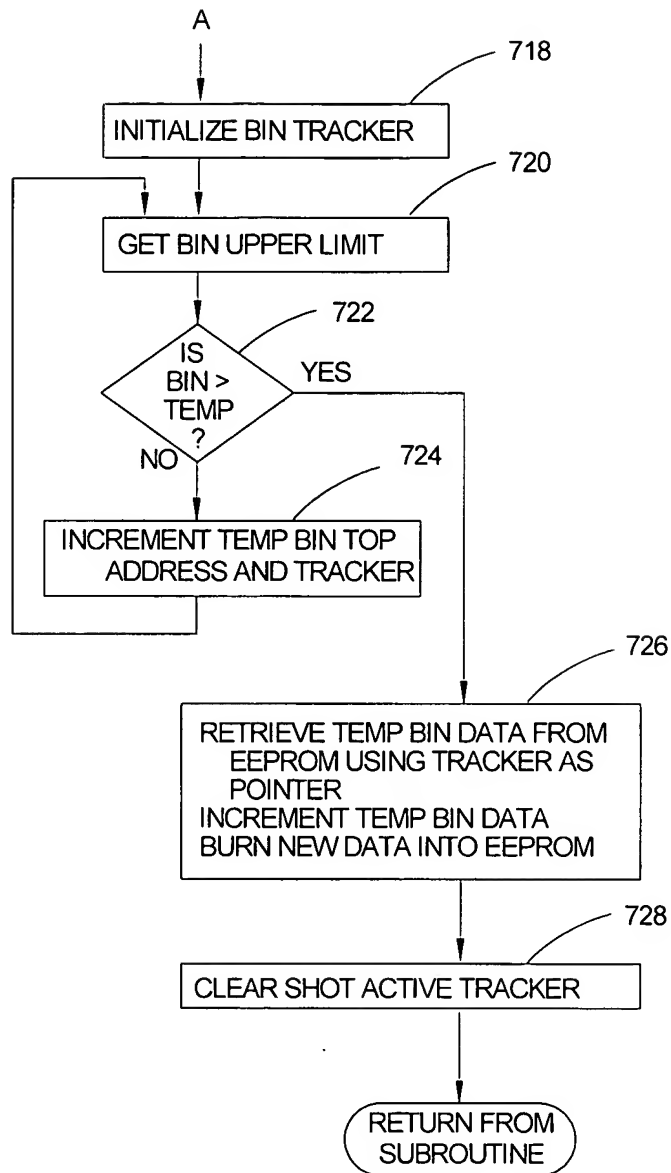 A
718
INITIALIZE BIN TRACKER
720
GET BIN UPPER LIMIT
722
IS
BIN >
TEMP
?
YES
NO
724
INCREMENT TEMP BIN TOP
ADDRESS AND TRACKER
726
RETRIEVE TEMP BIN DATA FROM
EEPROM USING TRACKER AS
POINTER
INCREMENT TEMP BIN DATA
BURN NEW DATA INTO EEPROM
728
CLEAR SHOT ACTIVE TRACKER
RETURN FROM
SUBROUTINE